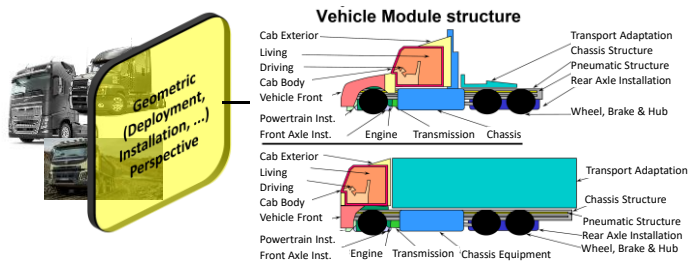 Vehicle Module structure
Geometric
(Deployment,
Installation, ...)
Perspective
Cab Exterior
Living
Driving
Cab Body
Vehicle Front
Powertrain Inst.
Front Axle Inst.
Engine
Transmission
Chassis
Transport Adaptation
Chassis Structure
Pneumatic Structure
Rear Axle Installation
Wheel, Brake & Hub
Cab Exterior
Living
Driving
Cab Body
Vehicle Front
Powertrain Inst.
Front Axle Inst.
Engine
Transmission
Chassis Equipment
Transport Adaptation
Chassis Structure
Pneumatic Structure
Rear Axle Installation
Wheel, Brake & Hub